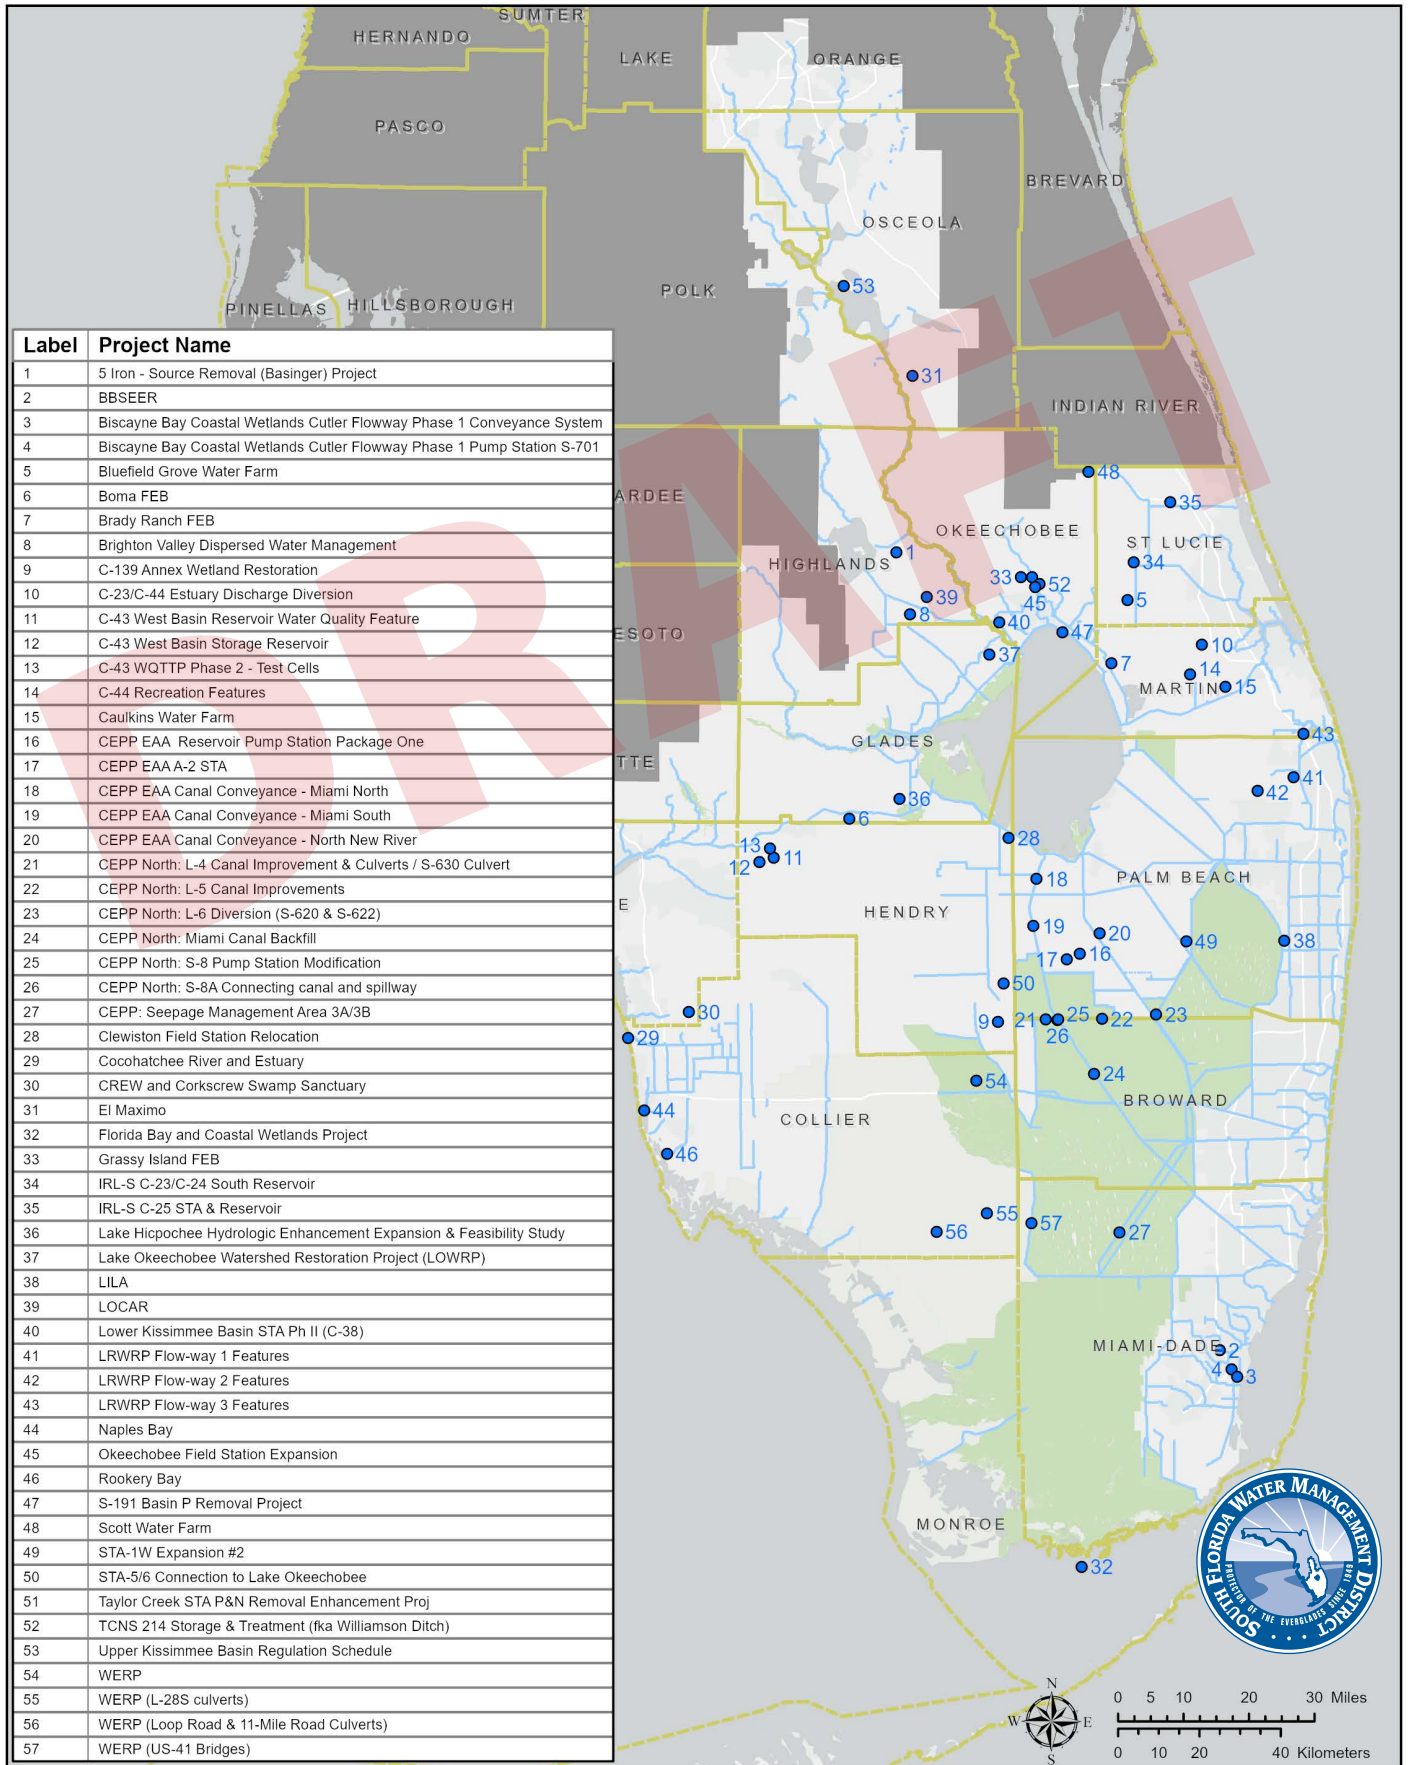 SUMTER
HERNANDO
LAKE
ORANGE
PASCO
BREVARD
OSCEOLA
POLK
PINELLAS
HILLSBOROUGH
53
31
INDIAN RIVER
DRAFT
Label Project Name
1 5 Iron - Source Removal (Basinger) Project
2 BBSEER
3 Biscayne Bay Coastal Wetlands Cutler Flowway Phase 1 Conveyance System
4 Biscayne Bay Coastal Wetlands Cutler Flowway Phase 1 Pump Station S-701
5 Bluefield Grove Water Farm
6 Boma FEB
7 Brady Ranch FEB
8 Brighton Valley Dispersed Water Management
9 C-139 Annex Wetland Restoration
10 C-23/C-44 Estuary Discharge Diversion
11 C-43 West Basin Reservoir Water Quality Feature
12 C-43 West Basin Storage Reservoir
13 C-43 WQTTP Phase 2 - Test Cells
14 C-44 Recreation Features
15 Caulkins Water Farm
16 CEPP EAA Reservoir Pump Station Package One
17 CEPP EAA A-2 STA
18 CEPP EAA Canal Conveyance - Miami North
19 CEPP EAA Canal Conveyance - Miami South
20 CEPP EAA Canal Conveyance - North New River
21 CEPP North: L-4 Canal Improvement & Culverts / S-630 Culvert
22 CEPP North: L-5 Canal Improvements
23 CEPP North: L-6 Diversion (S-620 & S-622)
24 CEPP North: Miami Canal Backfill
25 CEPP North: S-8 Pump Station Modification
26 CEPP North: S-8A Connecting canal and spillway
27 CEPP: Seepage Management Area 3A/3B
28 Clewiston Field Station Relocation
29 Cocohatchee River and Estuary
30 CREW and Corkscrew Swamp Sanctuary
31 El Maximo
32 Florida Bay and Coastal Wetlands Project
33 Grassy Island FEB
34 IRL-S C-23/C-24 South Reservoir
35 IRL-S C-25 STA & Reservoir
36 Lake Hicpochee Hydrologic Enhancement Expansion & Feasibility Study
37 Lake Okeechobee Watershed Restoration Project (LOWRP)
38 LILA
39 LOCAR
40 Lower Kissimmee Basin STA Ph II (C-38)
41 LRWRP Flow-way 1 Features
42 LRWRP Flow-way 2 Features
43 LRWRP Flow-way 3 Features
44 Naples Bay
45 Okeechobee Field Station Expansion
46 Rookery Bay
47 S-191 Basin P Removal Project
48 Scott Water Farm
49 STA-1W Expansion #2
50 STA-5/6 Connection to Lake Okeechobee
51 Taylor Creek STA P&N Removal Enhancement Proj
52 TCNS 214 Storage & Treatment (fka Williamson Ditch)
53 Upper Kissimmee Basin Regulation Schedule
54 WERP
55 WERP (L-28S culverts)
56 WERP (Loop Road & 11-Mile Road Culverts)
57 WERP (US-41 Bridges)
48
ARDEE
35
OKEECHOBEE
ST LUCIE
1
HIGHLANDS
34
33
52
45
39
5
8
40
ESOTO
47
10
37
7
14
MARTIN
15
43
GLADES
TTE
41
42
36
6
28
13
11
12
18
PALM BEACH
E
HENDRY
19
20
49
38
16
17
50
30
9
21
25
22
23
26
29
24
54
BROWARD
44
COLLIER
46
55
57
56
27
MIAMI-DADE
2
4
3
MONROE
32
SOUTH FLORIDA WATER MANAGEMENT DISTRICT
PROTECTOR OF THE EVERGLADES SINCE 1949
N
W E
S
0 5 10 20 30 Miles
0 10 20 40 Kilometers